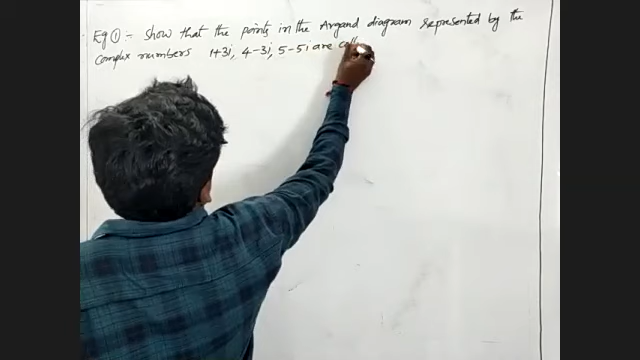 Eg ① :- Show that the points in the Argand diagram represented by the
complex numbers 1+3i, 4-3i, 5-5i are coll